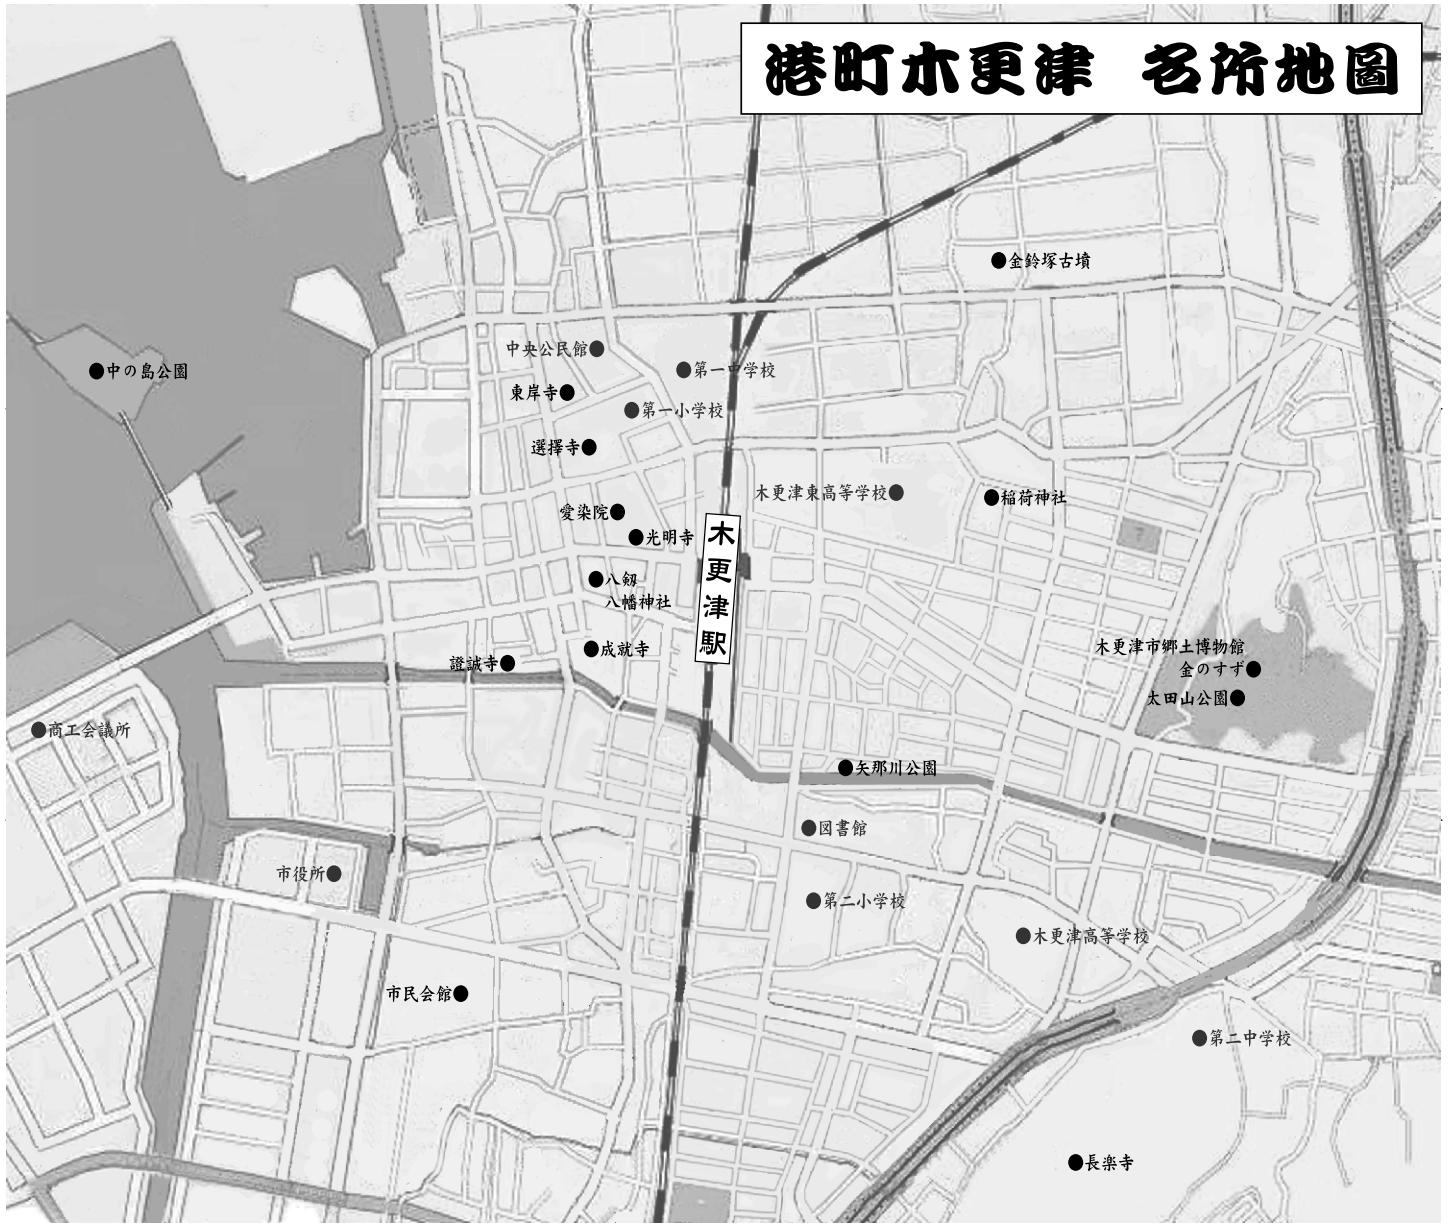 港町木更津 名所地圖
金鈴塚古墳
中央公民館
第一中学校
中の島公園
東岸寺
第一小学校
選擇寺
木更津東高等学校
稲荷神社
愛染院
光明寺
木更津駅
八剱
八幡神社
成就寺
證誠寺
木更津市郷土博物館
金のすず
太田山公園
商工会議所
矢那川公園
図書館
市役所
第二小学校
木更津高等学校
市民会館
第二中学校
長楽寺